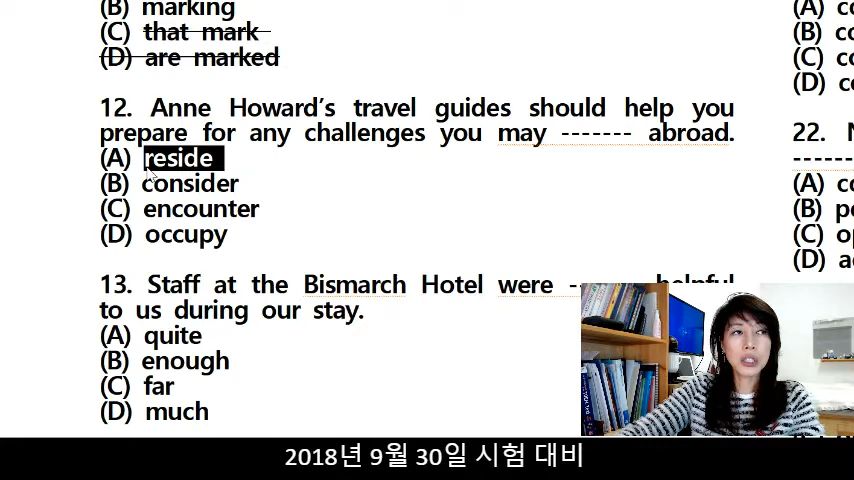 (B) marking
(C) that mark
(D) are marked
12. Anne Howard's travel guides should help you
prepare for any challenges you may ------- abroad.
(A) reside
(B) consider
(C) encounter
(D) occupy
13. Staff at the Bismarch Hotel were helpful
to us during our stay.
(A) quite
(B) enough
(C) far
(D) much
(A)
(B)
(C)
(D)
22.
-------
(A)
(B)
(C)
(D)
2018년 9월 30일 시험 대비